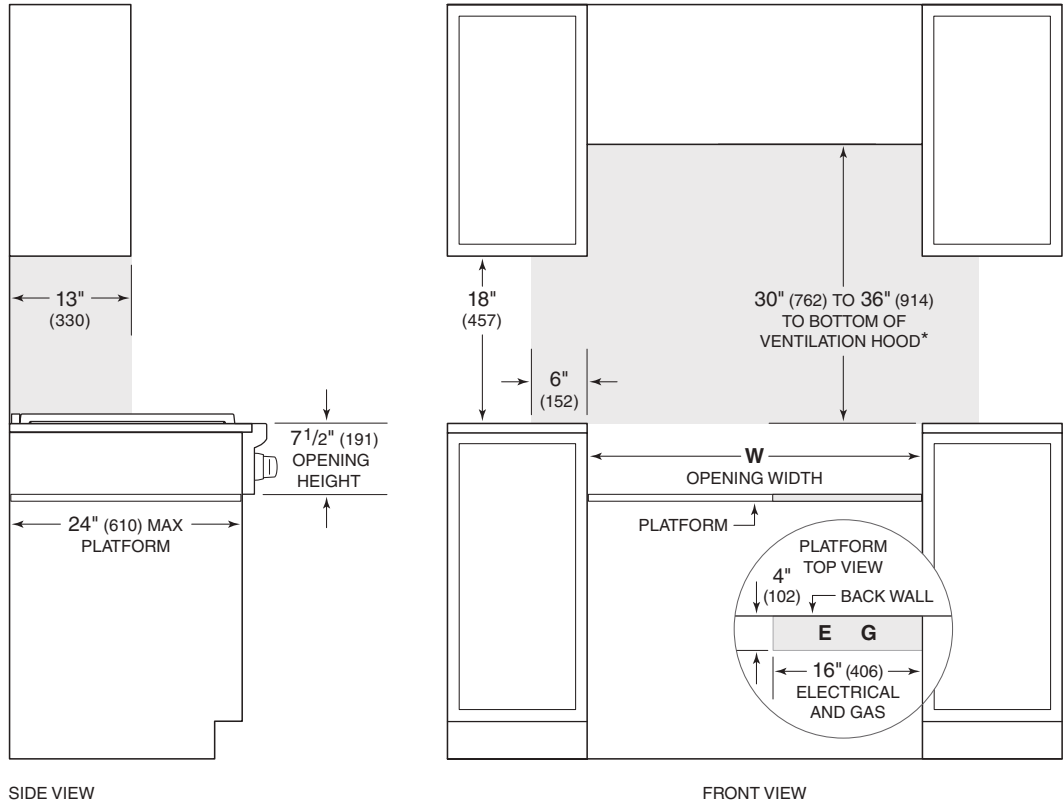 13"
(330)
7 1/2" (191)
OPENING
HEIGHT
24" (610) MAX
PLATFORM
SIDE VIEW
18"
(457)
30" (762) TO 36" (914)
TO BOTTOM OF
VENTILATION HOOD*
6"
(152)
W
OPENING WIDTH
PLATFORM
PLATFORM
TOP VIEW
4"
(102)
BACK WALL
E G
16" (406)
ELECTRICAL
AND GAS
FRONT VIEW